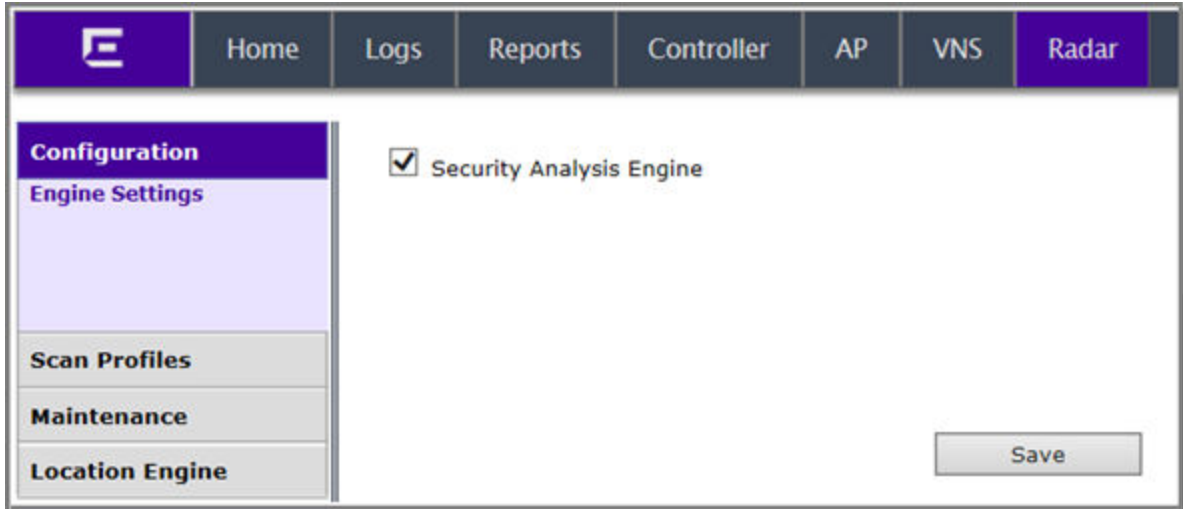 E Home Logs Reports Controller AP VNS Radar
Configuration
Engine Settings
Scan Profiles
Maintenance
Location Engine
Security Analysis Engine
Save